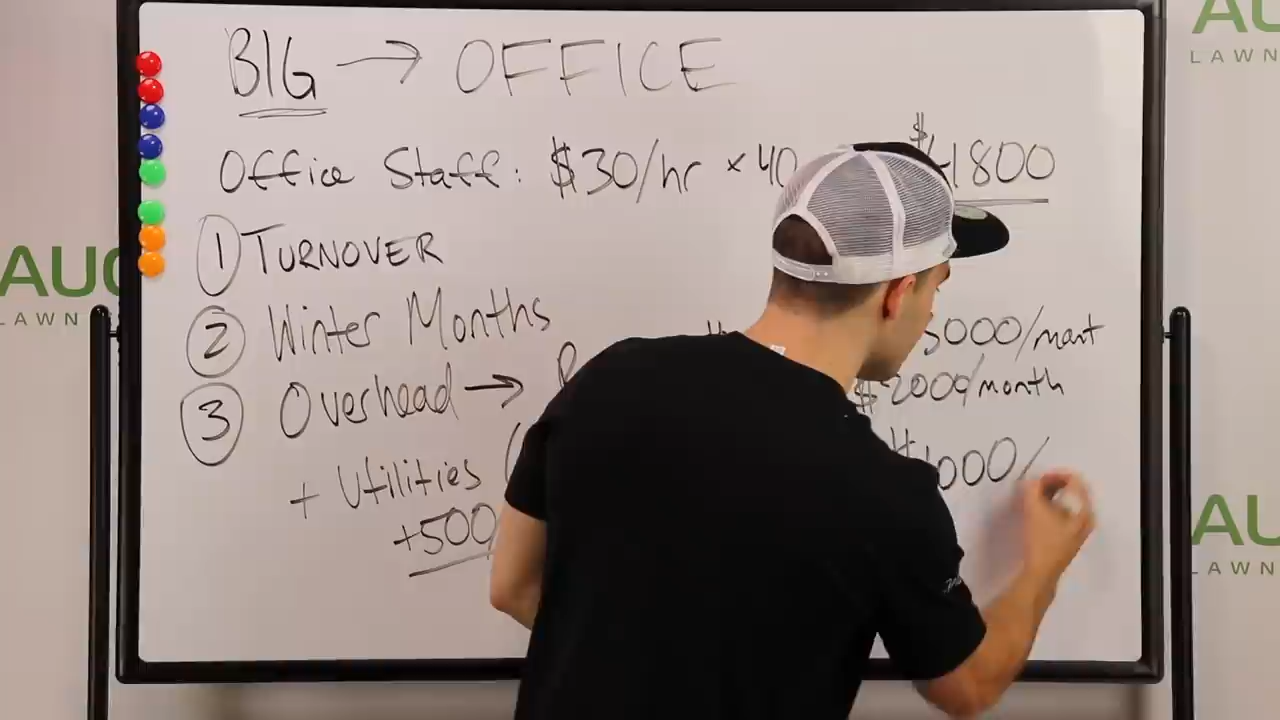 BIG → OFFICE
Office Staff: $30/hr × 40 $4800
① TURNOVER
② Winter Months 5000/mont
③ Overhead → $2000/month
+ Utilities ( 1000/
+500
AUG
LAWN
AUG
LAWN
AUG
LAWN